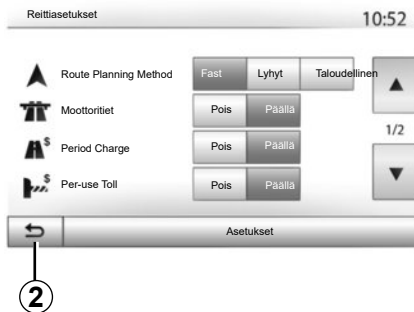 Reittiasetukset 10:52
Route Planning Method Fast Lyhyt Taloudellinen
Moottoritiet Pois Päällä
1/2
Period Charge Pois Päällä
Per-use Toll Pois Päällä
Asetukset
2